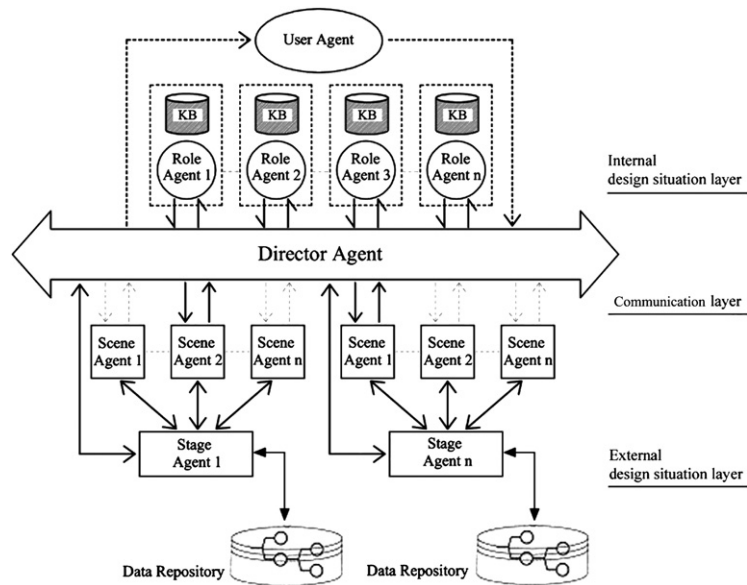 User Agent
KB
KB
KB
KB
Role
Agent 1
Role
Agent 2
Role
Agent 3
Role
Agent n
Internal
design situation layer
Director Agent
Communication layer
Scene
Agent 1
Scene
Agent 2
Scene
Agent n
Scene
Agent 1
Scene
Agent 2
Scene
Agent n
Stage
Agent 1
Stage
Agent n
External
design situation layer
Data Repository
Data Repository